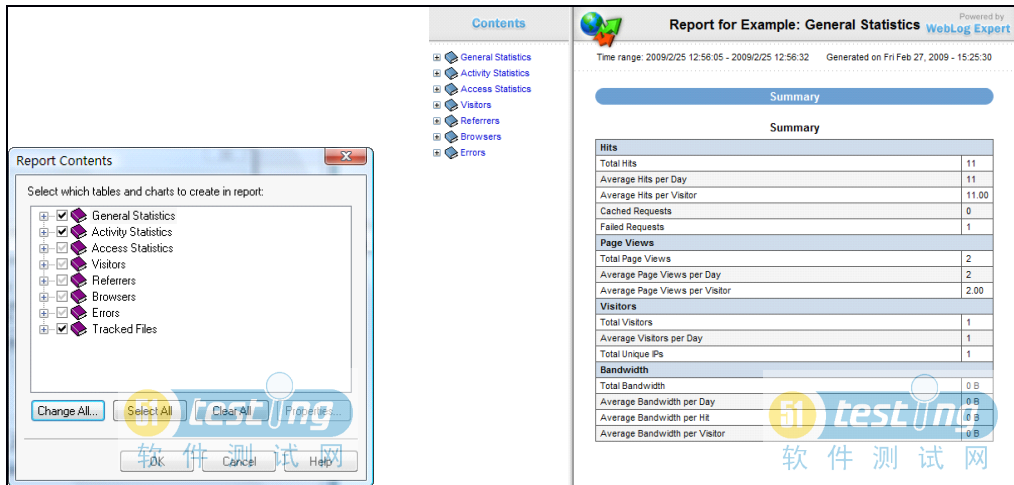 Report Contents
Select which tables and charts to create in report:
General Statistics
Activity Statistics
Access Statistics
Visitors
Referrers
Browsers
Errors
Tracked Files
Change All...
Select All
Clear All
Properties...
OK
Cancel
Help
51testing
软件测试网
Contents
General Statistics
Activity Statistics
Access Statistics
Visitors
Referrers
Browsers
Errors
Report for Example: General Statistics
Powered by
WebLog Expert
Time range: 2009/2/25 12:56:05 - 2009/2/25 12:56:32 Generated on Fri Feb 27, 2009 - 15:25:30
Summary
Summary
Hits
Total Hits 11
Average Hits per Day 11
Average Hits per Visitor 11.00
Cached Requests 0
Failed Requests 1
Page Views
Total Page Views 2
Average Page Views per Day 2
Average Page Views per Visitor 2.00
Visitors
Total Visitors 1
Average Visitors per Day 1
Total Unique IPs 1
Bandwidth
Total Bandwidth 0 B
Average Bandwidth per Day 0 B
Average Bandwidth per Hit 0 B
Average Bandwidth per Visitor 0 B
51testing
软件测试网